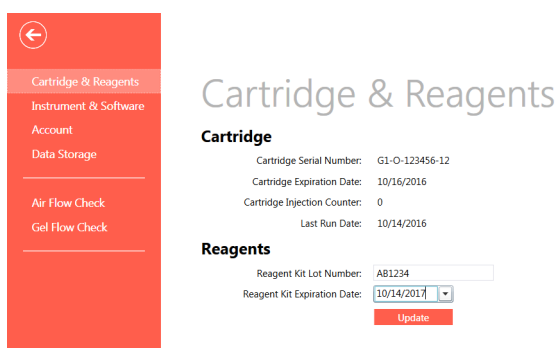 Cartridge & Reagents
Instrument & Software
Account
Data Storage
Air Flow Check
Gel Flow Check
Cartridge & Reagents
Cartridge
Cartridge Serial Number: G1-O-123456-12
Cartridge Expiration Date: 10/16/2016
Cartridge Injection Counter: 0
Last Run Date: 10/14/2016
Reagents
Reagent Kit Lot Number: AB1234
Reagent Kit Expiration Date: 10/14/2017
Update